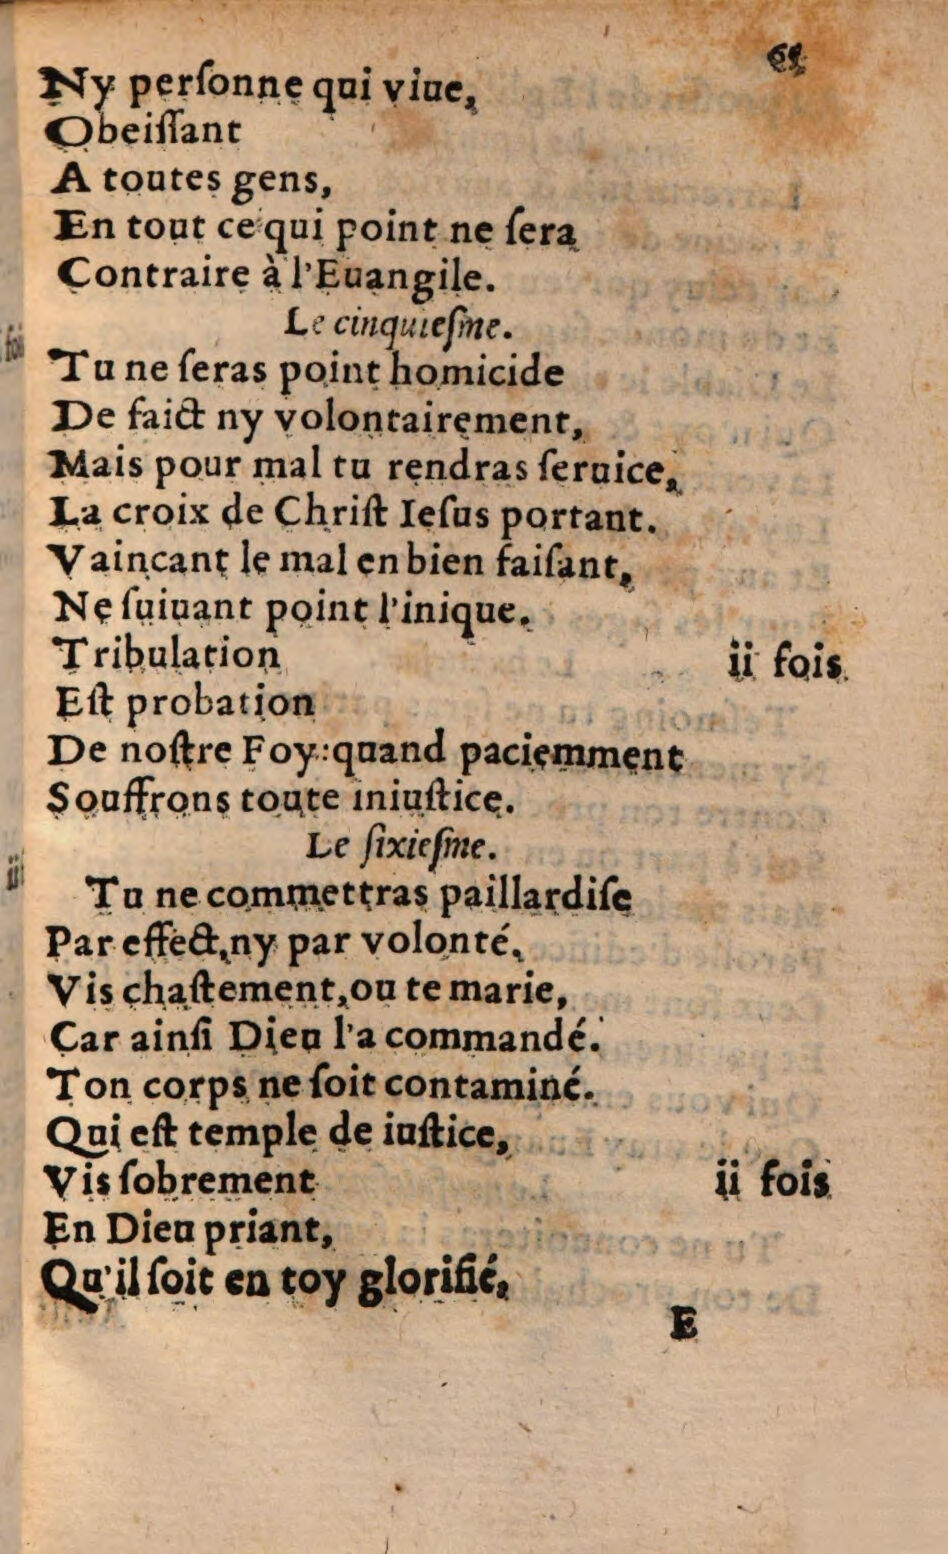 65
Ny perſonne qui viue,
Obeiſſant
A toutes gens,
En tout ce qui point ne ſera
Contraire à l'Euangile.
Le cinquieſme.
Tu ne ſeras point homicide
De faict ny volontairement,
Mais pour mal tu rendras ſeruice,
La croix de Chriſt Ieſus portant.
Vaincant le mal en bien faiſant,
Ne ſuiuant point l'inique.
Tribulation ii fois.
Eſt probation
De noſtre Foy: quand paciemment
Souffrons toute iniuſtice.
Le ſixieſme.
Tu ne commettras paillardiſe
Par effect, ny par volonté,
Vis chaſtement, ou te marie,
Car ainſi Dieu l'a commandé.
Ton corps ne ſoit contaminé.
Qui eſt temple de iuſtice,
Vis ſobrement ii fois
En Dieu priant,
Qu'il ſoit en toy glorifié,
E